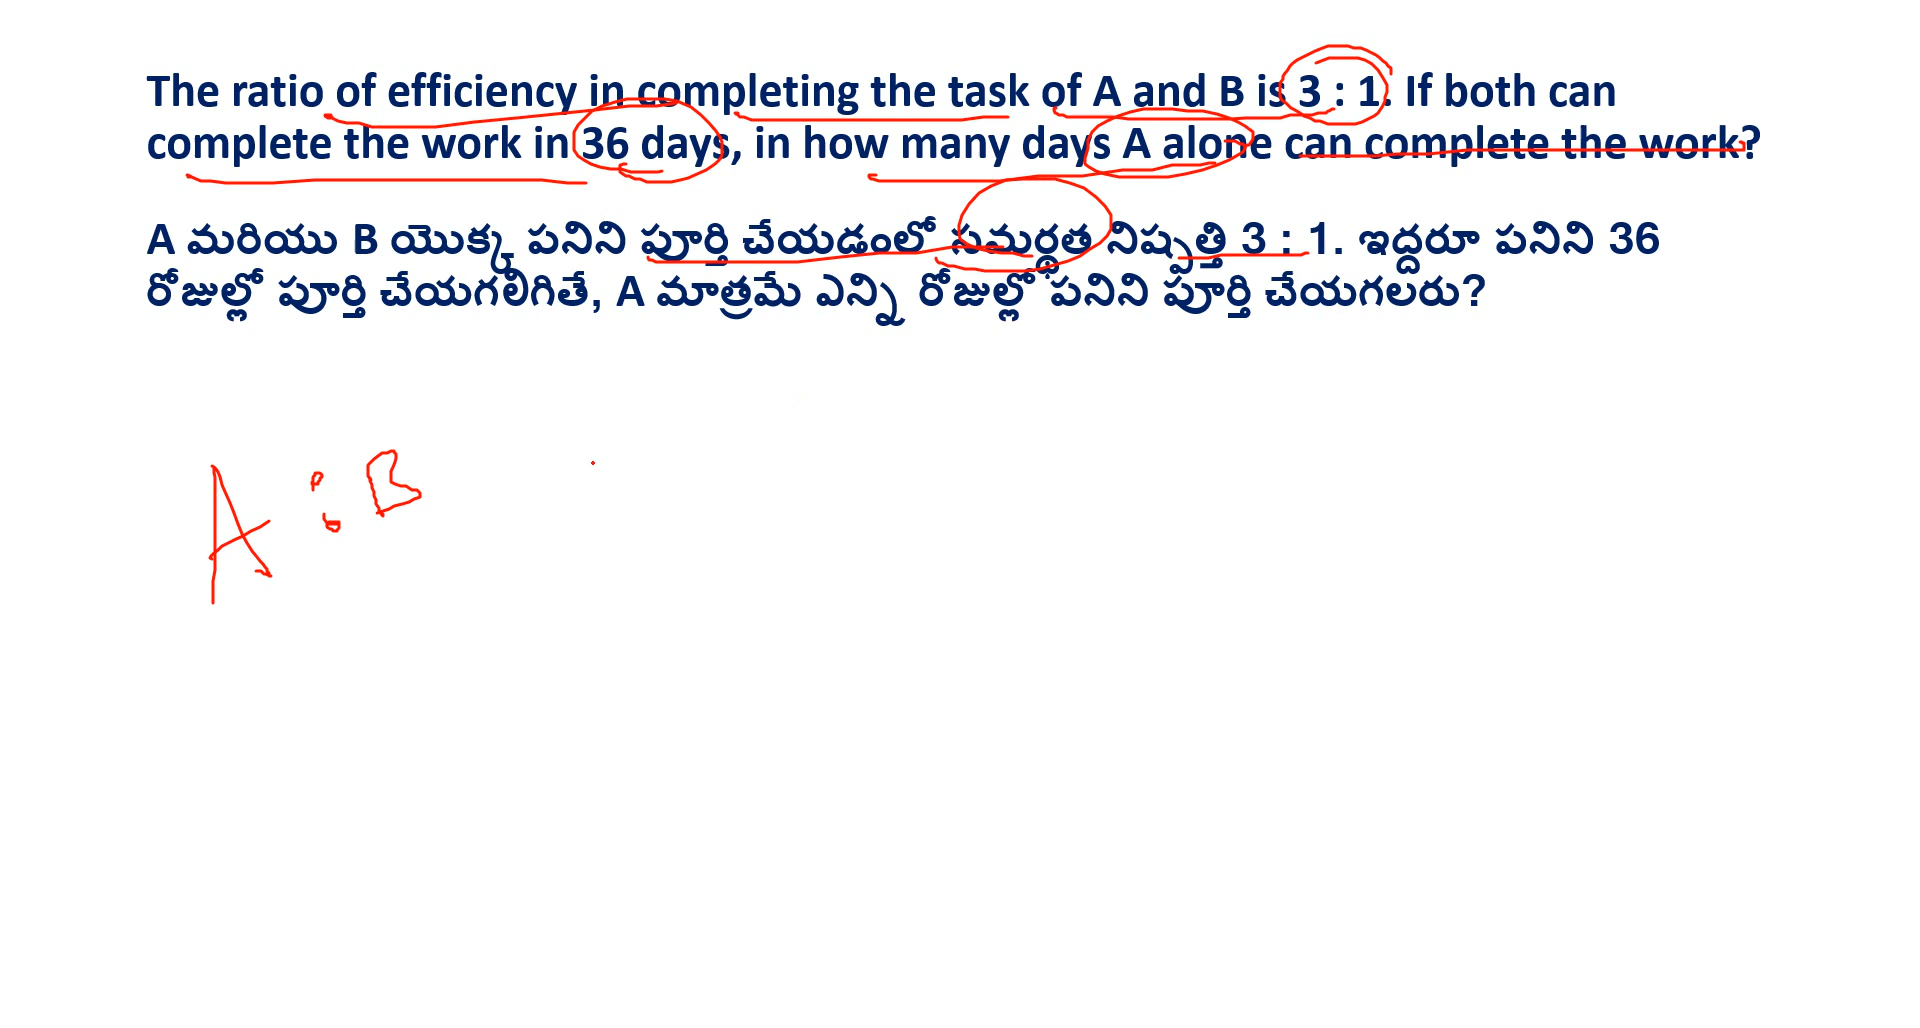 The ratio of efficiency in completing the task of A and B is 3 : 1. If both can
complete the work in 36 days, in how many days A alone can complete the work?
A మరియు B యొక్క పనిని పూర్తి చేయడంలో సమర్ధత నిష్పత్తి 3 : 1. ఇద్దరూ పనిని 36
రోజుల్లో పూర్తి చేయగలిగితే, A మాత్రమే ఎన్ని రోజుల్లో పనిని పూర్తి చేయగలరు?
A : B